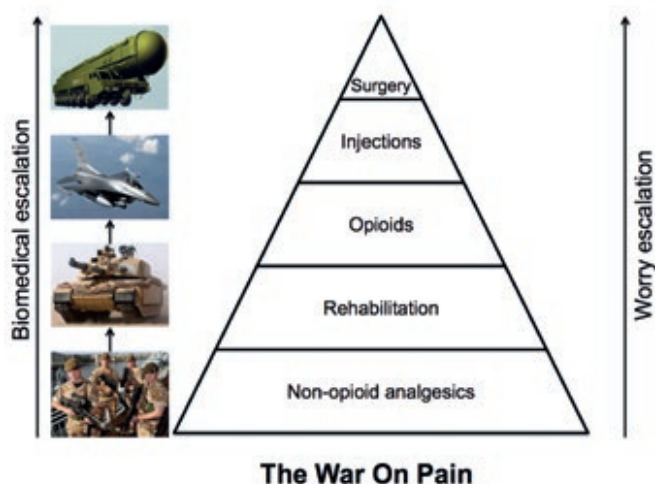 Biomedical escalation
Surgery
Injections
Opioids
Rehabilitation
Non-opioid analgesics
Worry escalation
The War On Pain